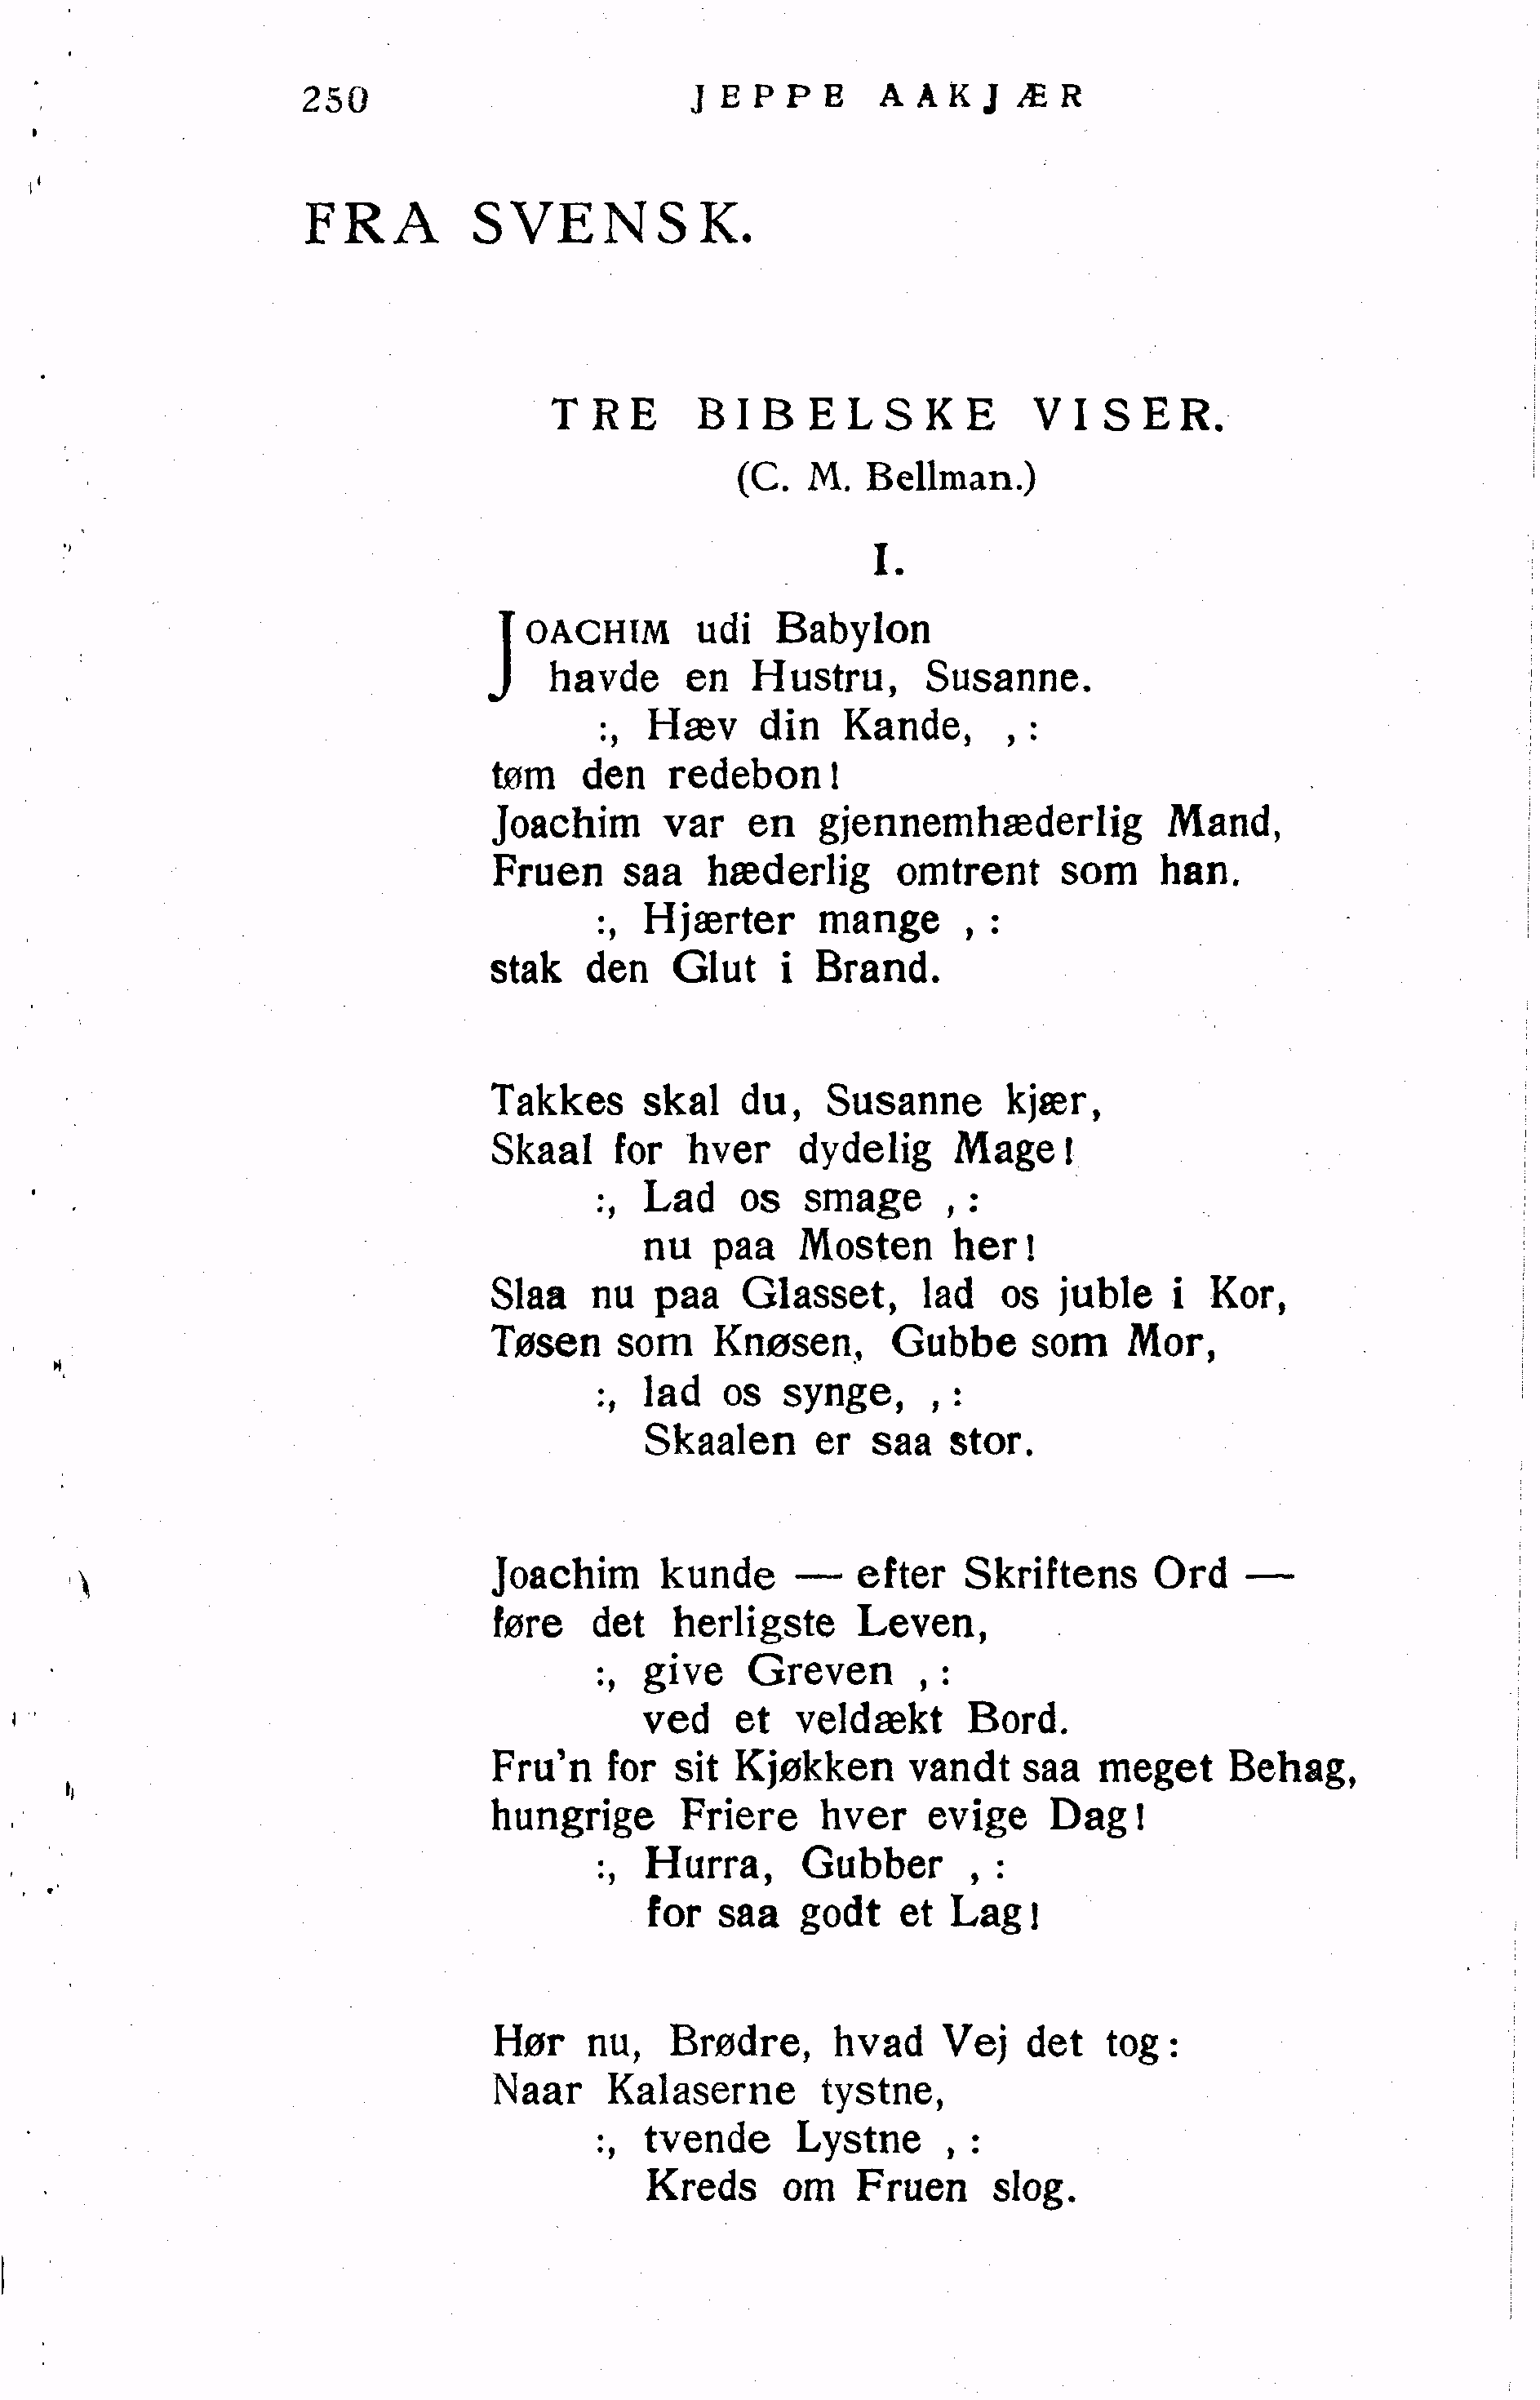 250 JEPPE AAKJÆR
FRA SVENSK.
TRE BIBELSKE VISER.
(C. M. Bellman.)
I.
JOACHIM udi Babylon
havde en Hustru, Susanne.
:, Hæv din Kande, , :
tøm den redebon!
Joachim var en gjennemhæderlig Mand,
Fruen saa hæderlig omtrent som han.
:, Hjærter mange , :
stak den Glut i Brand.
Takkes skal du, Susanne kjær,
Skaal for hver dydelig Mage!
:, Lad os smage , :
nu paa Mosten her!
Slaa nu paa Glasset, lad os juble i Kor,
Tøsen som Knøsen, Gubbe som Mor,
:, lad os synge, , :
Skaalen er saa stor.
Joachim kunde — efter Skriftens Ord —
føre det herligste Leven,
:, give Greven , :
ved et veldækt Bord.
Fru'n for sit Kjøkken vandt saa meget Behag,
hungrige Friere hver evige Dag!
:, Hurra, Gubber , :
for saa godt et Lag!
Hør nu, Brødre, hvad Vej det tog:
Naar Kalaserne tystne,
:, tvende Lystne , :
Kreds om Fruen slog.